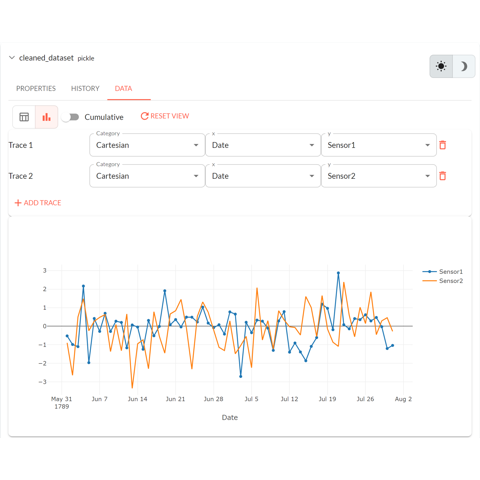 cleaned_dataset pickle
PROPERTIES HISTORY DATA
Cumulative RESET VIEW
Category x y
Trace 1 Cartesian Date Sensor1
Category x y
Trace 2 Cartesian Date Sensor2
ADD TRACE
Sensor1
Sensor2
3
2
1
0
−1
−2
−3
May 31 Jun 7 Jun 14 Jun 21 Jun 28 Jul 5 Jul 12 Jul 19 Jul 26 Aug 2
1789
Date